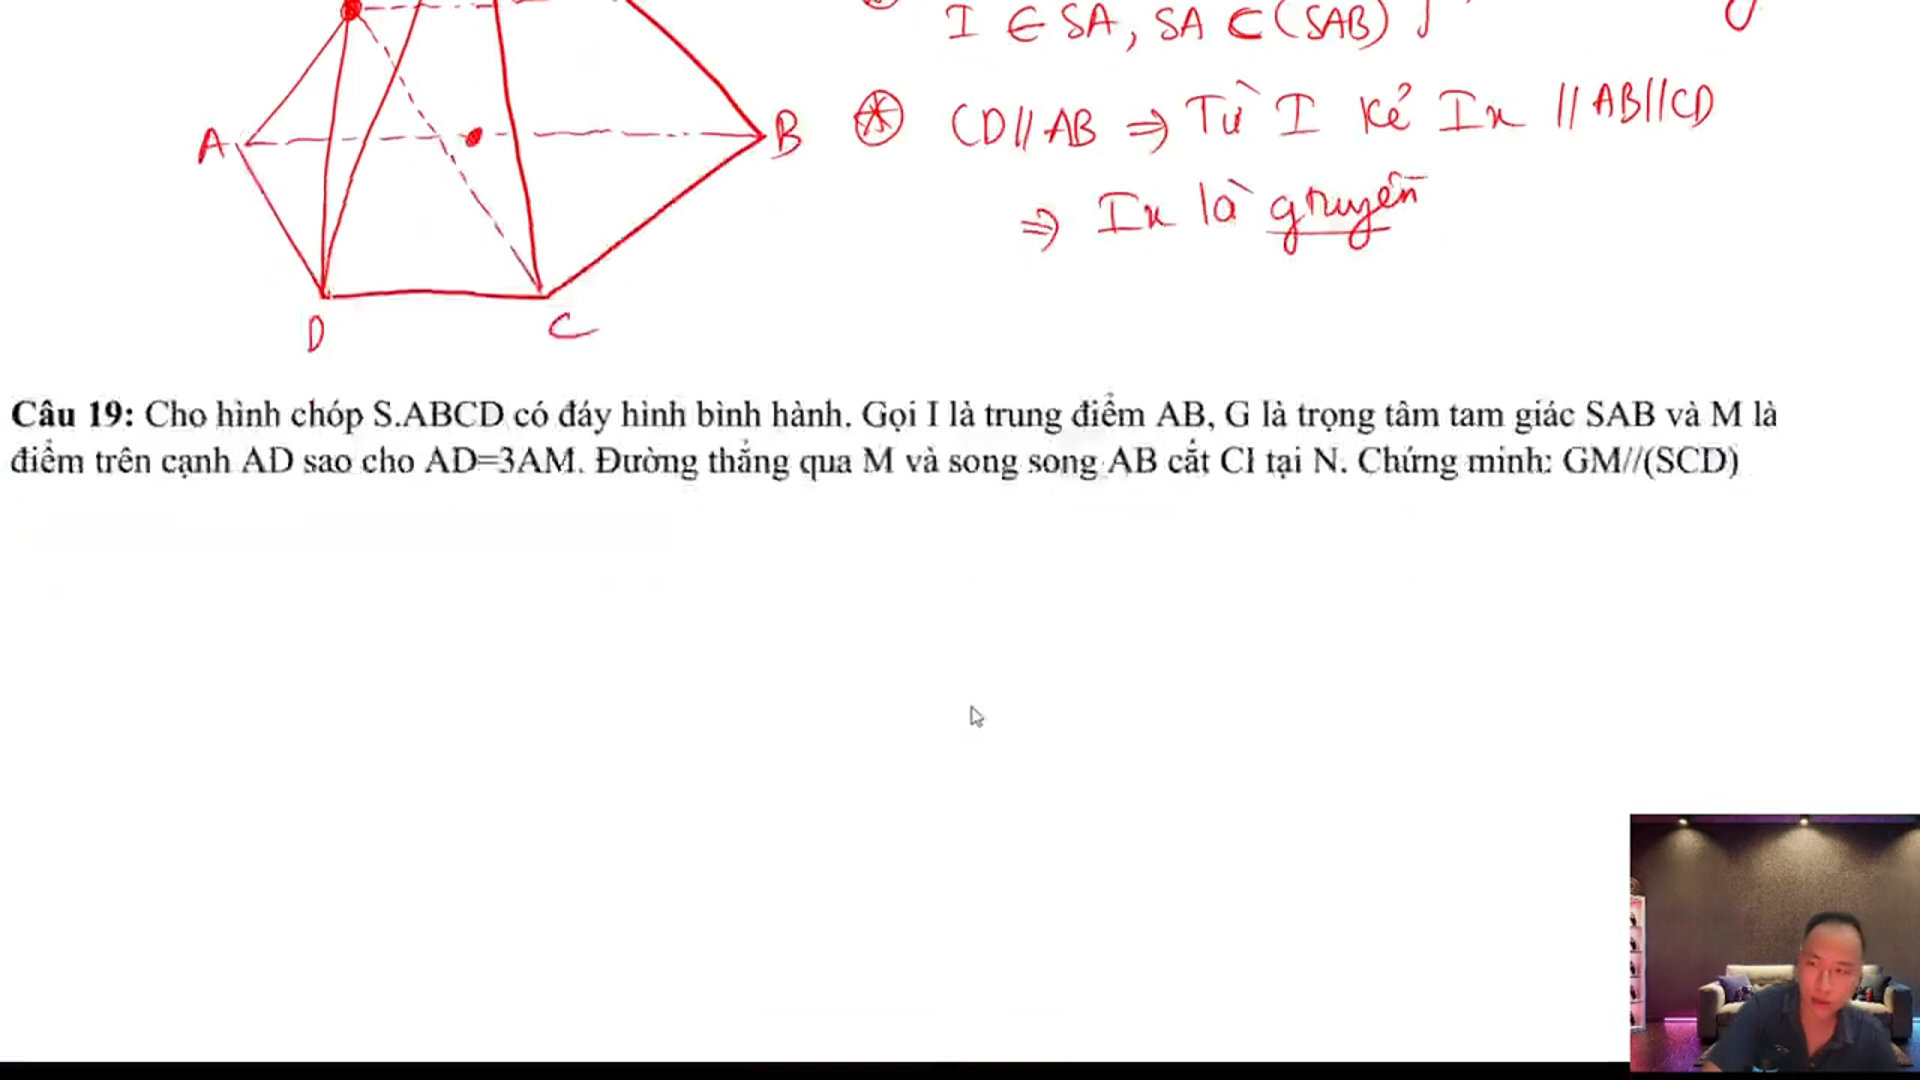 I ∈ SA, SA ⊂ (SAB) }
A
B
⊛ CD // AB ⇒ Từ I kẻ Ix // AB // CD
⇒ Ix là gtuyến
D
C
Câu 19: Cho hình chóp S.ABCD có đáy hình bình hành. Gọi I là trung điểm AB, G là trọng tâm tam giác SAB và M là
điểm trên cạnh AD sao cho AD=3AM. Đường thẳng qua M và song song AB cắt CI tại N. Chứng minh: GM//(SCD)